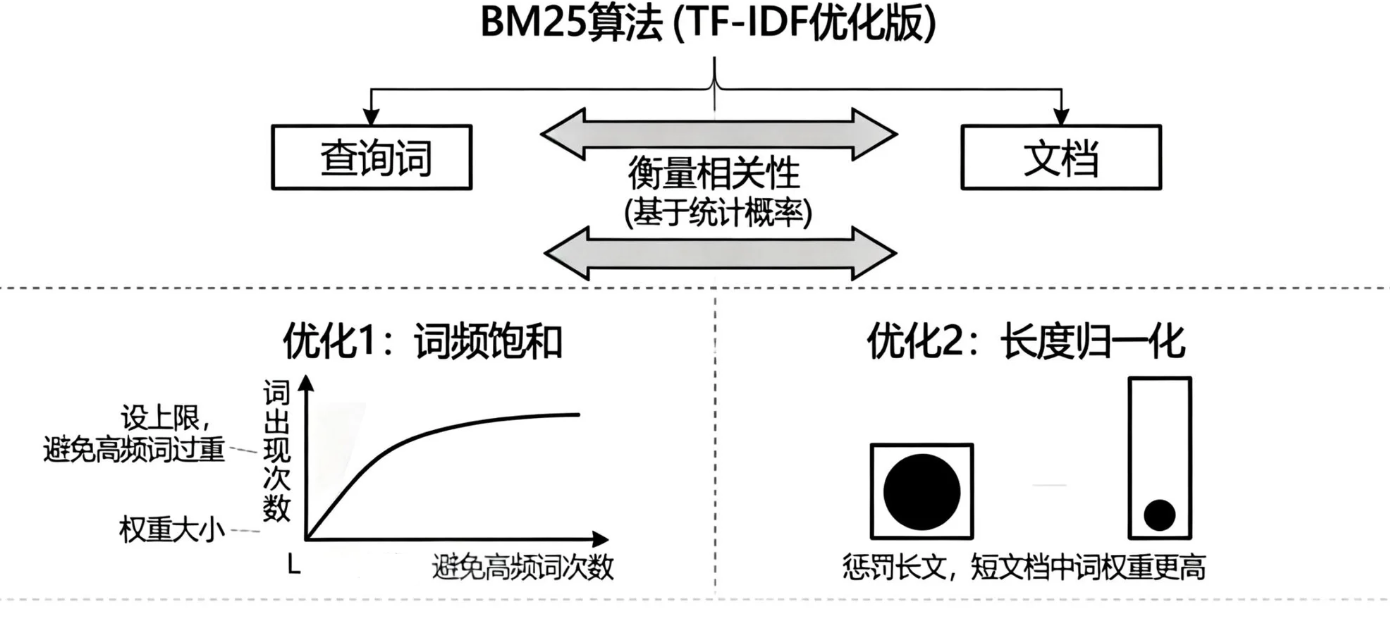 BM25算法 (TF-IDF优化版)
查询词
衡量相关性
(基于统计概率)
文档
优化1：词频饱和
词出现次数
设上限，
避免高频词过重
权重大小
L
避免高频词次数
优化2：长度归一化
惩罚长文，短文档中词权重更高